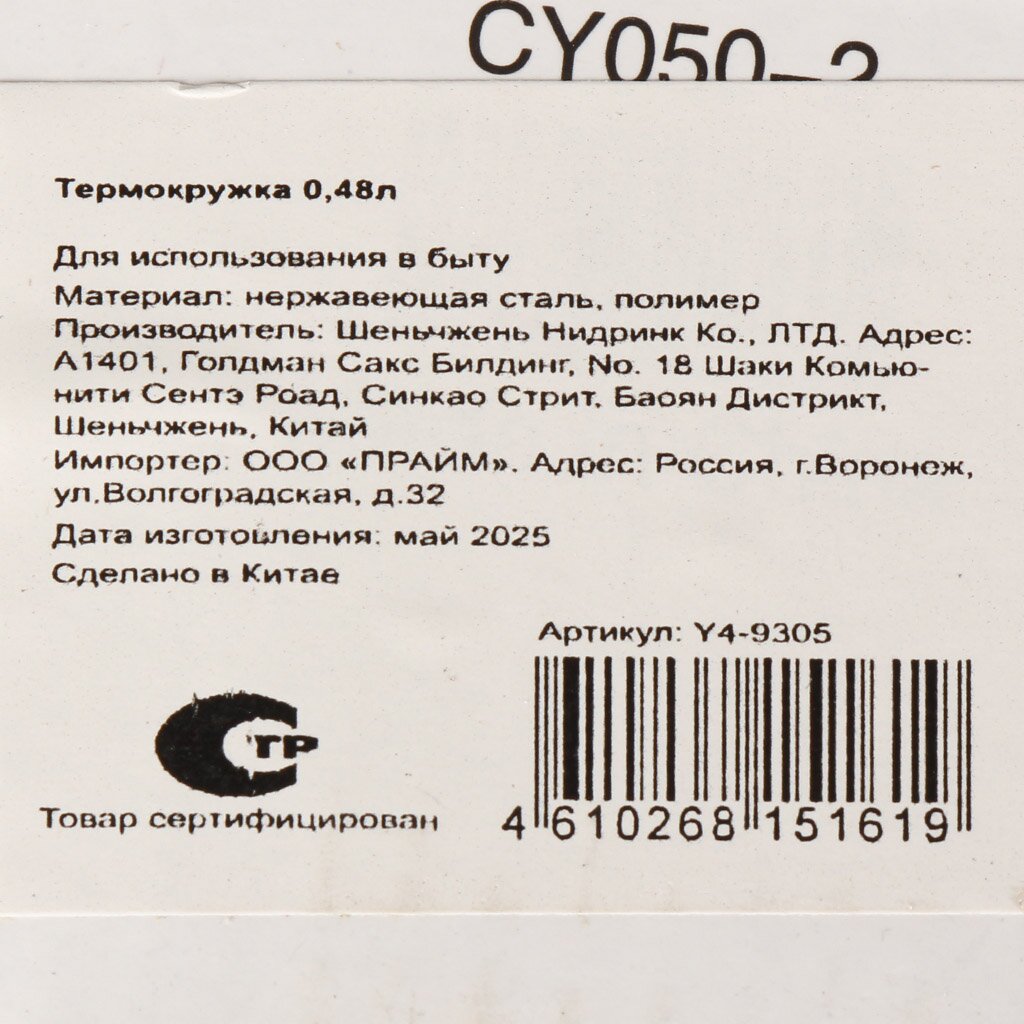 CY050-2
Термокружка 0,48л
Для использования в быту
Материал: нержавеющая сталь, полимер
Производитель: Шеньчжень Нидринк Ко., ЛТД. Адрес:
А1401, Голдман Сакс Билдинг, No. 18 Шаки Комью-
нити Сентэ Роад, Синкао Стрит, Баоян Дистрикт,
Шеньчжень, Китай
Импортер: ООО «ПРАЙМ». Адрес: Россия, г.Воронеж,
ул.Волгоградская, д.32
Дата изготовления: май 2025
Сделано в Китае
Артикул: Y4-9305
ТР
Товар сертифицирован
4 610268 151619